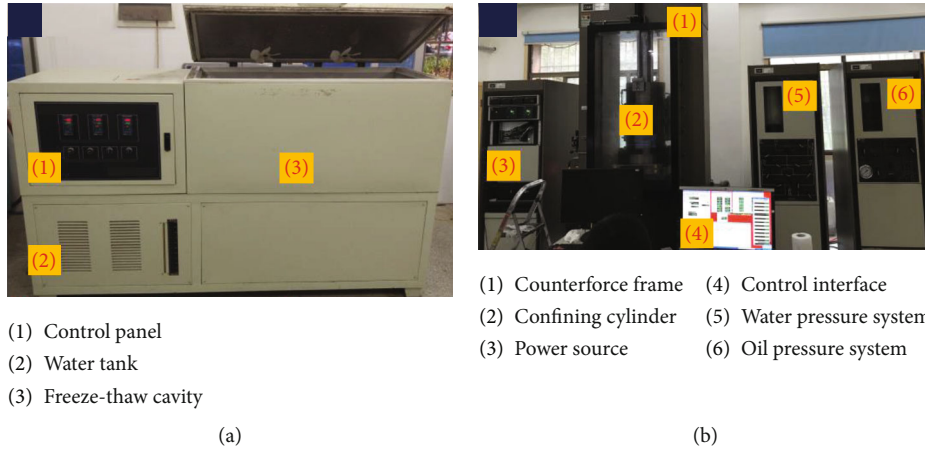 (1)
(2)
(3)
(1)
(2)
(3)
(4)
(5)
(6)
(1) Control panel
(2) Water tank
(3) Freeze-thaw cavity
(a)
(1) Counterforce frame
(2) Confining cylinder
(3) Power source
(4) Control interface
(5) Water pressure system
(6) Oil pressure system
(b)